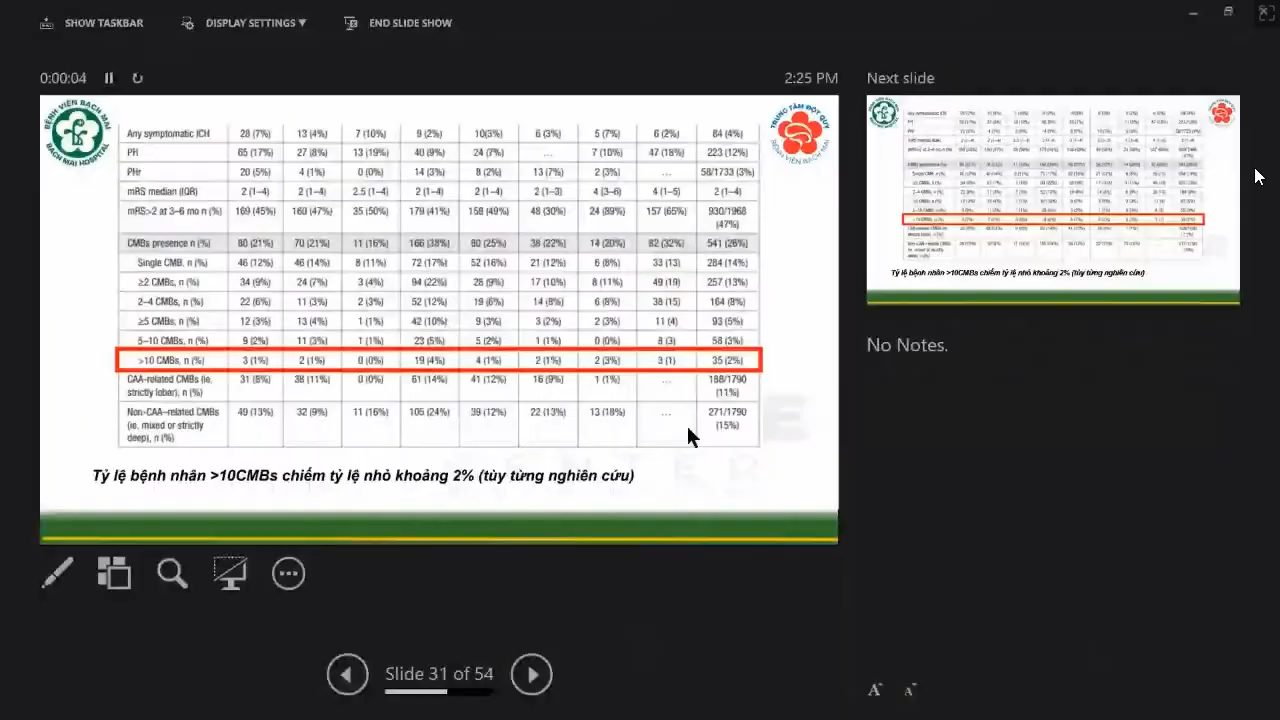 SHOW TASKBAR DISPLAY SETTINGS ▼ END SLIDE SHOW
0:00:04 2:25 PM Next slide
BỆNH VIỆN BẠCH MAI
BACH MAI HOSPITAL
TRUNG TÂM ĐỘT QUỴ
BỆNH VIỆN BẠCH MAI
Any symptomatic ICH 28 (7%) 13 (4%) 7 (10%) 9 (2%) 10(3%) 6 (3%) 5 (7%) 6 (2%) 84 (4%)
PH 65 (17%) 27 (8%) 13 (19%) 40 (9%) 24 (7%) … 7 (10%) 47 (18%) 223 (12%)
PHr 20 (5%) 4 (1%) 0 (0%) 14 (3%) 8 (2%) 13 (7%) 2 (3%) … 58/1733 (3%)
mRS median (IQR) 2 (1–4) 2 (1–4) 2.5 (1–4) 2 (1–4) 2 (1–4) 2 (1–3) 4 (3–6) 4 (1–5) 2 (1–4)
mRS>2 at 3–6 mo n (%) 169 (45%) 160 (47%) 35 (50%) 179 (41%) 158 (49%) 48 (30%) 24 (89%) 157 (65%) 930/1968
(47%)
CMBs presence n (%) 80 (21%) 70 (21%) 11 (16%) 166 (38%) 80 (25%) 38 (22%) 14 (20%) 82 (32%) 541 (26%)
Single CMB, n (%) 46 (12%) 46 (14%) 8 (11%) 72 (17%) 52 (16%) 21 (12%) 6 (8%) 33 (13) 284 (14%)
≥2 CMBs, n (%) 34 (9%) 24 (7%) 3 (4%) 94 (22%) 28 (9%) 17 (10%) 8 (11%) 49 (19) 257 (13%)
2–4 CMBs, n (%) 22 (6%) 11 (3%) 2 (3%) 52 (12%) 19 (6%) 14 (8%) 6 (8%) 38 (15) 164 (8%)
≥5 CMBs, n (%) 12 (3%) 13 (4%) 1 (1%) 42 (10%) 9 (3%) 3 (2%) 2 (3%) 11 (4) 93 (5%)
5–10 CMBs, n (%) 9 (2%) 11 (3%) 1 (1%) 23 (5%) 5 (2%) 1 (1%) 0 (0%) 8 (3) 58 (3%)
>10 CMBs, n (%) 3 (1%) 2 (1%) 0 (0%) 19 (4%) 4 (1%) 2 (1%) 2 (3%) 3 (1) 35 (2%)
CAA-related CMBs (ie, 31 (8%) 38 (11%) 0 (0%) 61 (14%) 41 (12%) 16 (9%) 1 (1%) … 188/1790
strictly lobar), n (%) (11%)
Non-CAA–related CMBs 49 (13%) 32 (9%) 11 (16%) 105 (24%) 39 (12%) 22 (13%) 13 (18%) … 271/1790
(ie, mixed or strictly (15%)
deep), n (%)
Tỷ lệ bệnh nhân >10CMBs chiếm tỷ lệ nhỏ khoảng 2% (tùy từng nghiên cứu)
Tỷ lệ bệnh nhân >10CMBs chiếm tỷ lệ nhỏ khoảng 2% (tùy từng nghiên cứu)
No Notes.
Slide 31 of 54
A A